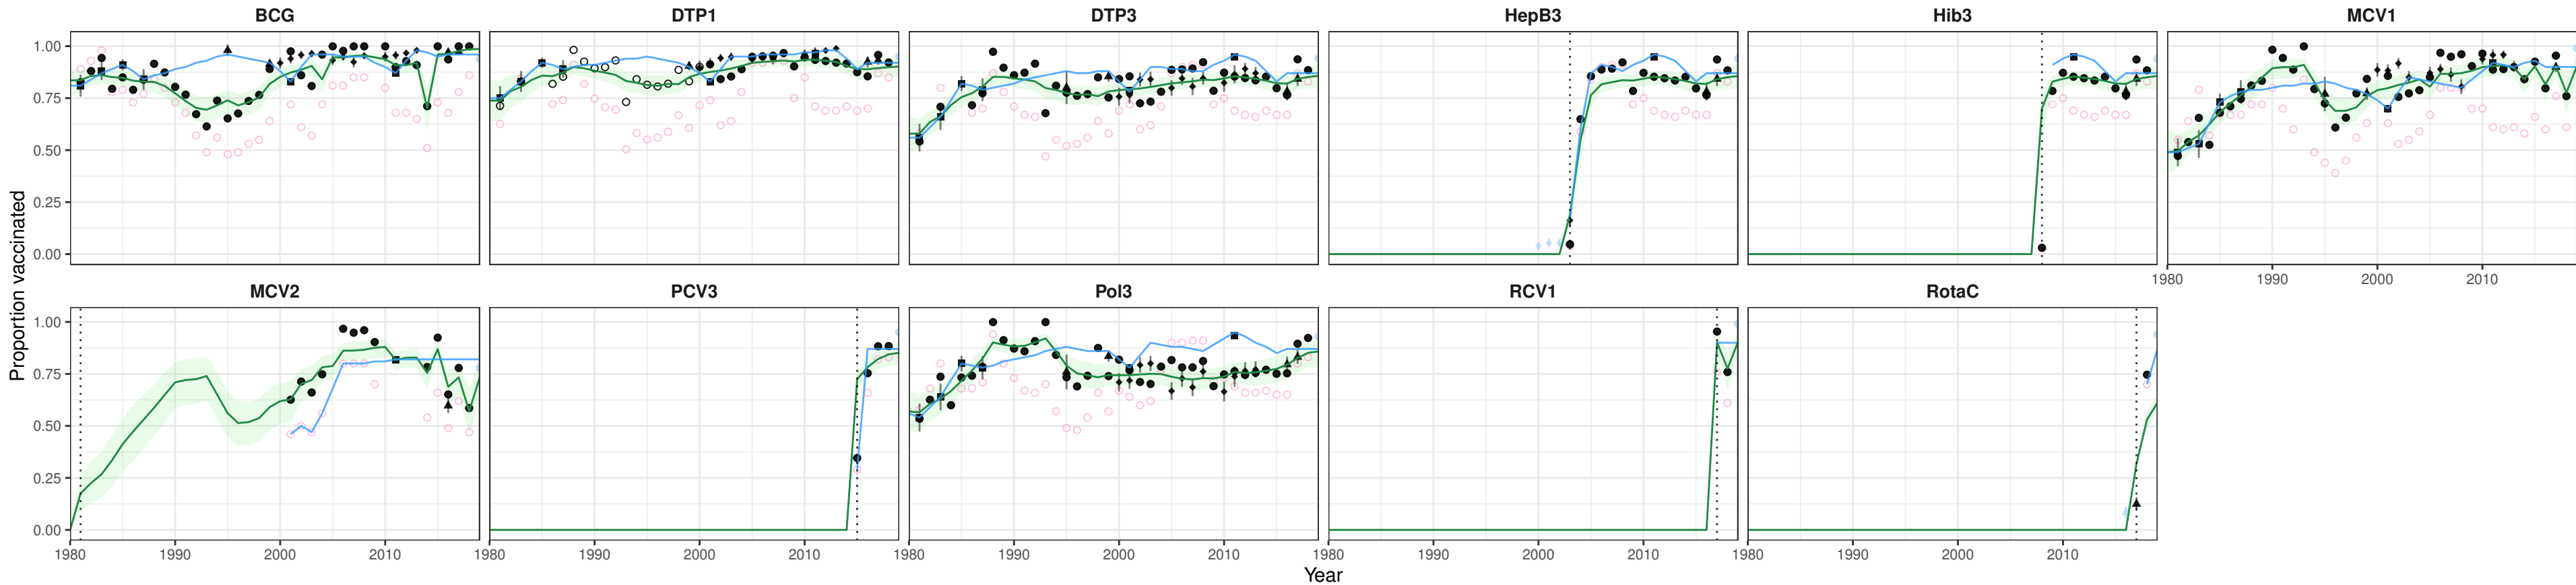 BCG DTP1 DTP3 HepB3 Hib3 MCV1
1.00
0.75
0.50
0.25
0.00
1980 1990 2000 2010
MCV2 PCV3 Pol3 RCV1 RotaC
1.00
0.75
0.50
0.25
0.00
1980 1990 2000 2010 1980 1990 2000 2010 1980 1990 2000 2010 1980 1990 2000 2010 1980 1990 2000 2010
Proportion vaccinated
Year